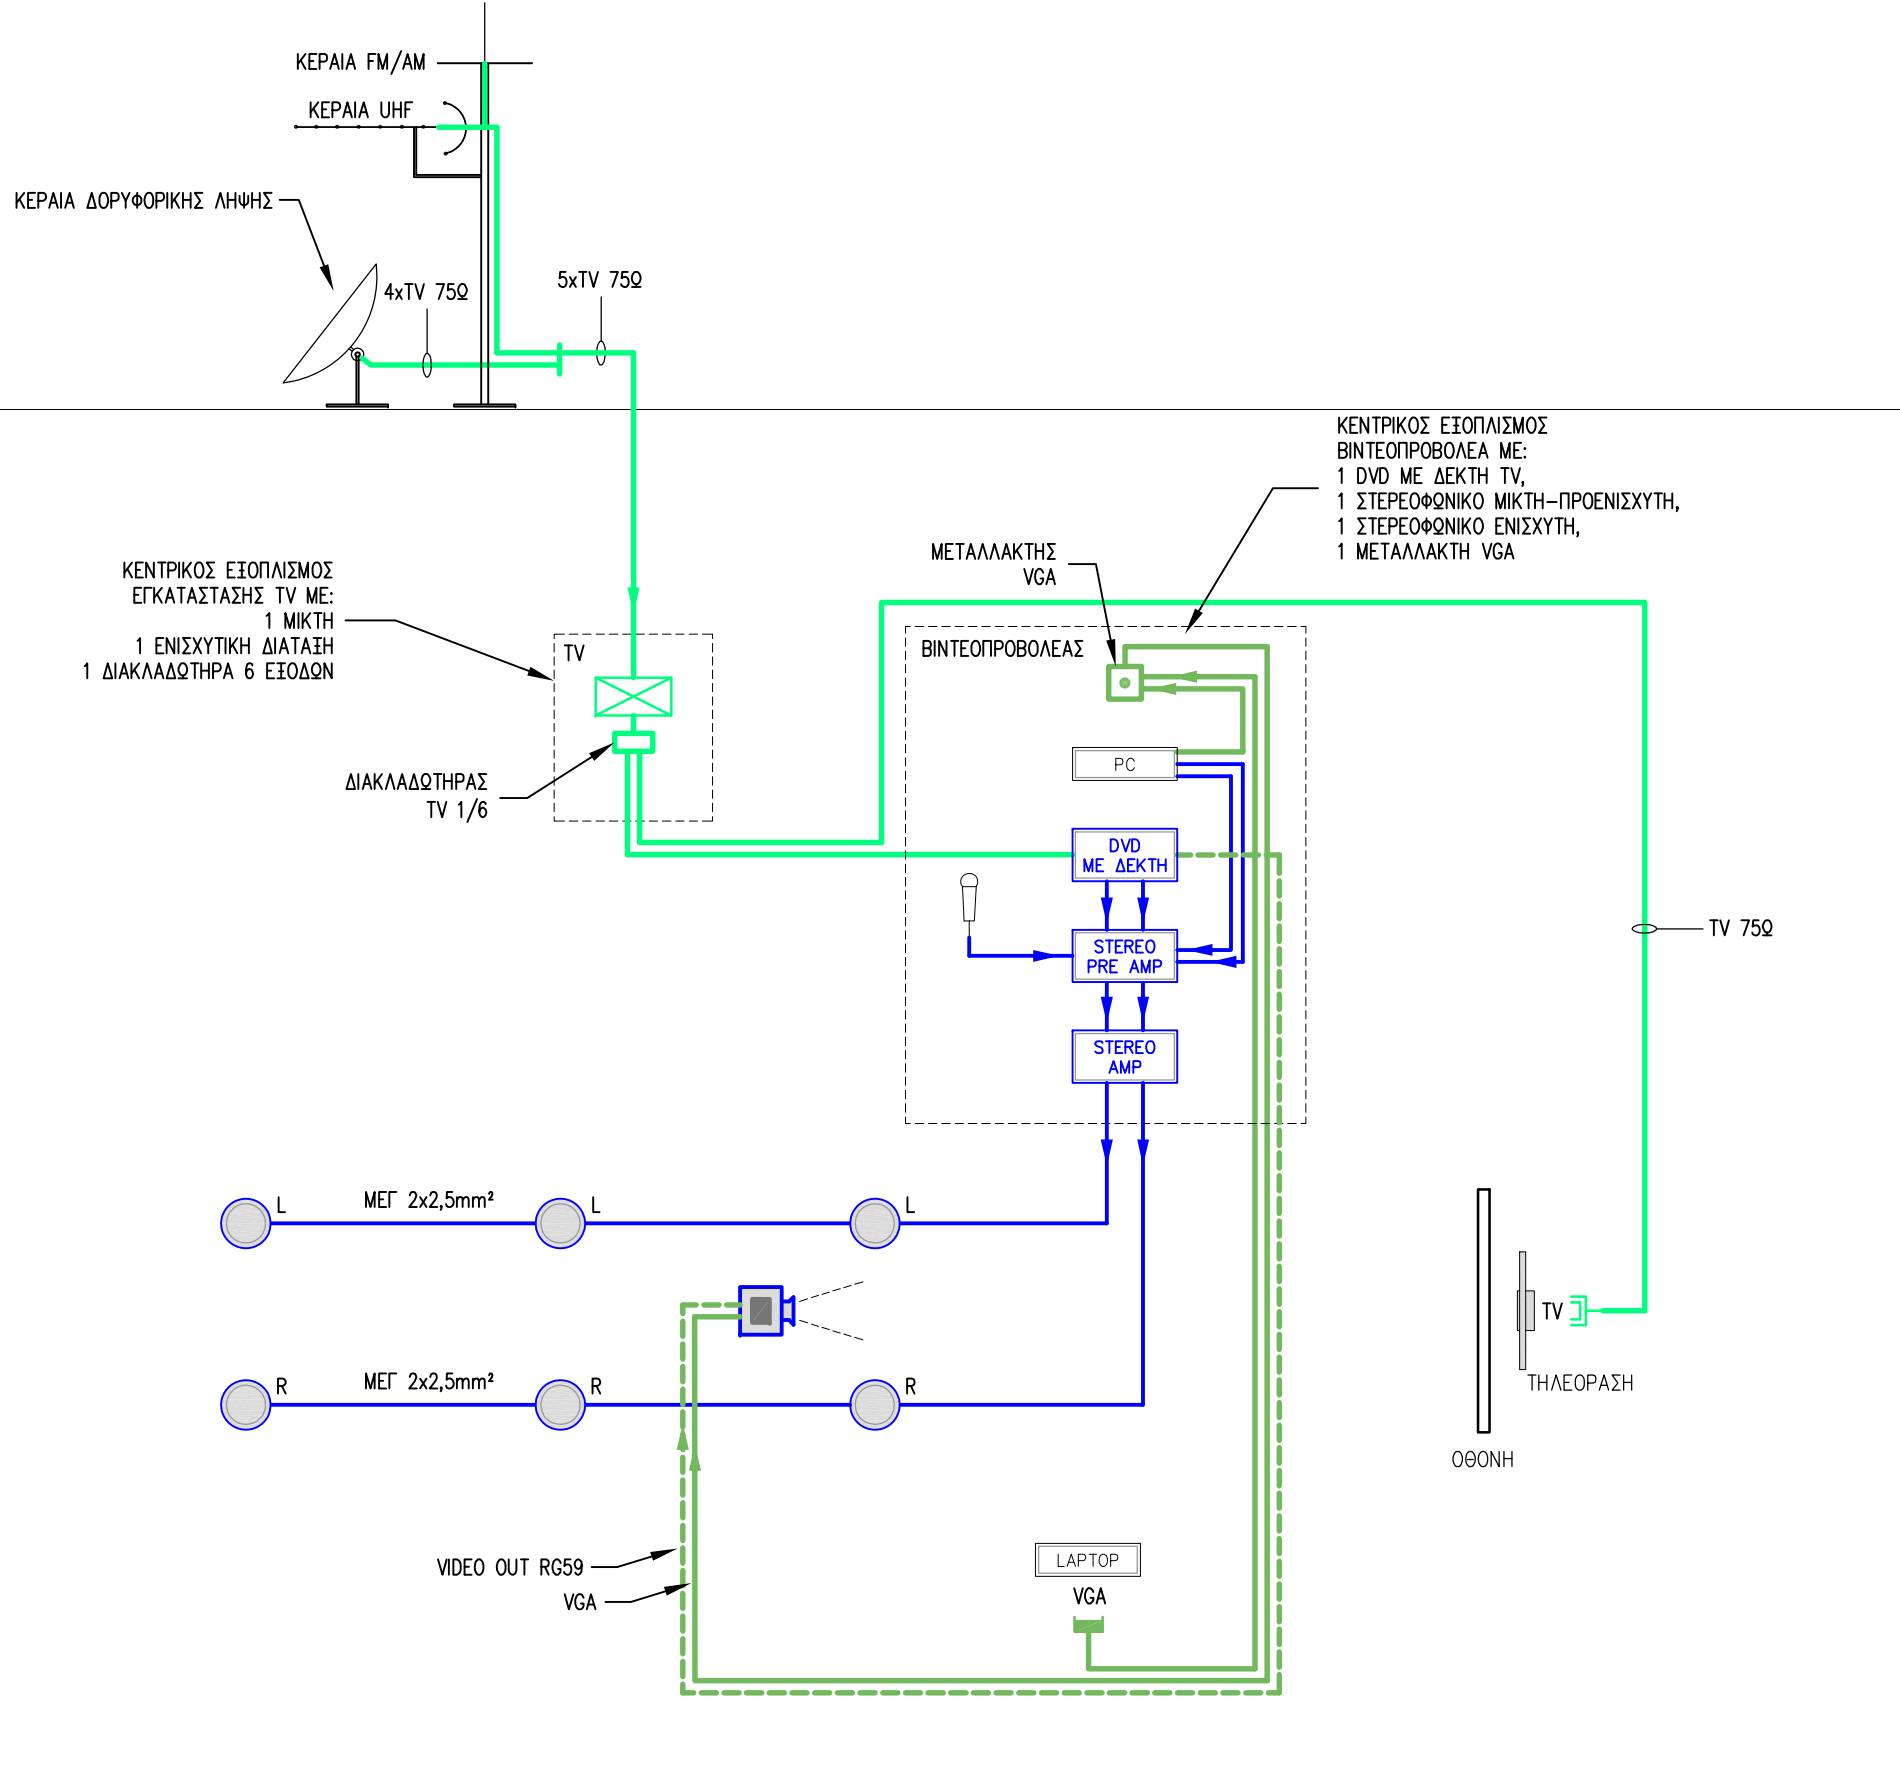 ΚΕΡΑΙΑ FM/AM
ΚΕΡΑΙΑ UHF
ΚΕΡΑΙΑ ΔΟΡΥΦΟΡΙΚΗΣ ΛΗΨΗΣ
4xTV 75Ω
5xTV 75Ω
ΚΕΝΤΡΙΚΟΣ ΕΞΟΠΛΙΣΜΟΣ
ΒΙΝΤΕΟΠΡΟΒΟΛΕΑ ΜΕ:
1 DVD ΜΕ ΔΕΚΤΗ TV,
1 ΣΤΕΡΕΟΦΩΝΙΚΟ ΜΙΚΤΗ-ΠΡΟΕΝΙΣΧΥΤΗ,
1 ΣΤΕΡΕΟΦΩΝΙΚΟ ΕΝΙΣΧΥΤΗ,
1 ΜΕΤΑΛΛΑΚΤΗ VGA
ΜΕΤΑΛΛΑΚΤΗΣ
VGA
ΚΕΝΤΡΙΚΟΣ ΕΞΟΠΛΙΣΜΟΣ
ΕΓΚΑΤΑΣΤΑΣΗΣ TV ΜΕ:
1 ΜΙΚΤΗ
1 ΕΝΙΣΧΥΤΙΚΗ ΔΙΑΤΑΞΗ
1 ΔΙΑΚΛΑΔΩΤΗΡΑ 6 ΕΞΟΔΩΝ
TV
ΒΙΝΤΕΟΠΡΟΒΟΛΕΑΣ
ΔΙΑΚΛΑΔΩΤΗΡΑΣ
TV 1/6
PC
DVD
ΜΕ ΔΕΚΤΗ
STEREO
PRE AMP
STEREO
AMP
TV 75Ω
L
ΜΕΓ 2x2,5mm²
L
L
R
ΜΕΓ 2x2,5mm²
R
R
TV
ΤΗΛΕΟΡΑΣΗ
ΟΘΟΝΗ
VIDEO OUT RG59
VGA
LAPTOP
VGA